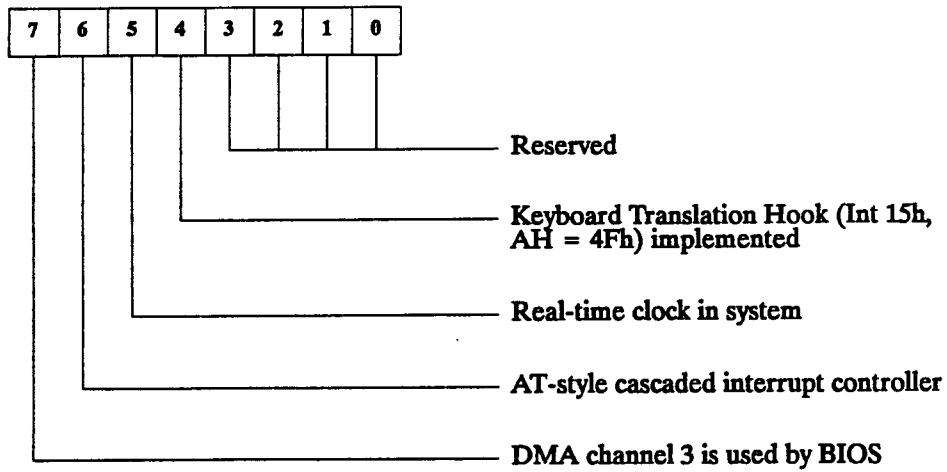 7 6 5 4 3 2 1 0
Reserved
Keyboard Translation Hook (Int 15h,
AH = 4Fh) implemented
Real-time clock in system
AT-style cascaded interrupt controller
DMA channel 3 is used by BIOS